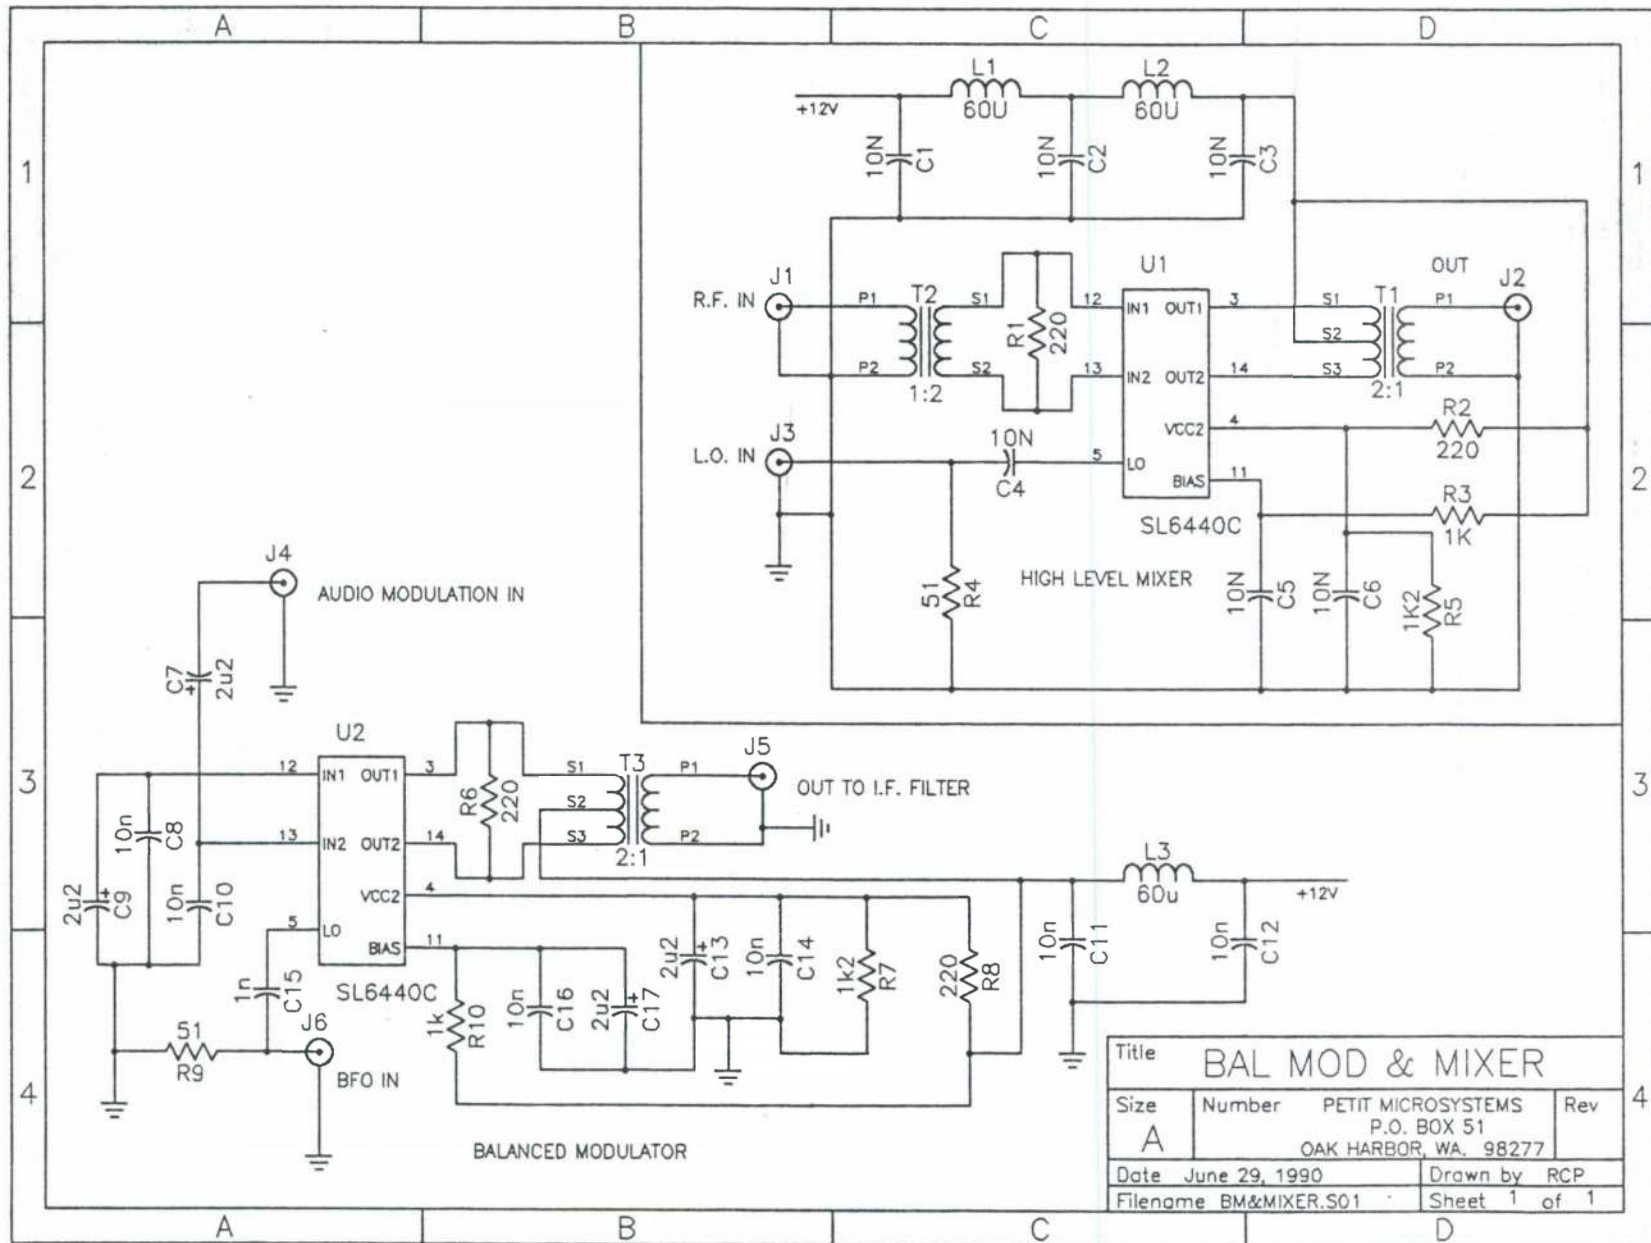 A B C D
1 1
2 2
3 3
4 4
A B C D
+12V
L1
60U
L2
60U
10N
C1
10N
C2
10N
C3
R.F. IN
J1
P1
P2
T2
1:2
S1
S2
R1
220
12
13
U1
IN1 OUT1
IN2 OUT2
VCC2
LO
BIAS
SL6440C
3
14
4
11
5
S1
S2
S3
T1
2:1
P1
P2
OUT
J2
R2
220
R3
1K
L.O. IN
J3
10N
C4
51
R4
HIGH LEVEL MIXER
10N
C5
10N
C6
1K2
R5
J4
AUDIO MODULATION IN
C7
+
2u2
U2
12
13
5
IN1 OUT1
IN2 OUT2
VCC2
LO
BIAS
SL6440C
3
14
4
11
10n
C8
2u2
+
C9
10n
C10
1n
C15
51
R9
J6
BFO IN
R6
220
S1
S2
S3
T3
2:1
P1
P2
J5
OUT TO I.F. FILTER
1k
R10
10n
C16
2u2
+
C17
2u2
+
C13
10n
C14
1k2
R7
220
R8
L3
60u
+12V
10n
C11
10n
C12
BALANCED MODULATOR
Title BAL MOD & MIXER
Size A
Number PETIT MICROSYSTEMS
P.O. BOX 51
OAK HARBOR, WA. 98277
Rev
Date June 29, 1990
Drawn by RCP
Filename BM&MIXER.S01
Sheet 1 of 1